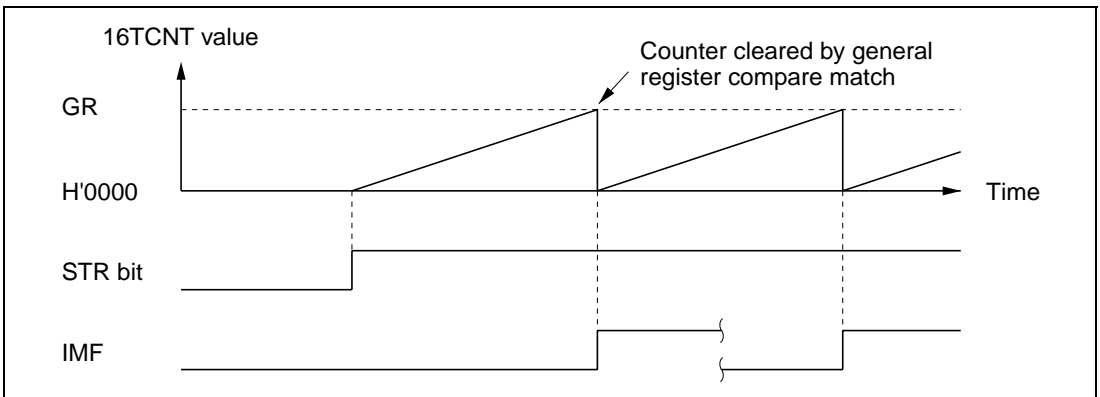 16TCNT value
Counter cleared by general
register compare match
GR
H'0000
Time
STR bit
IMF